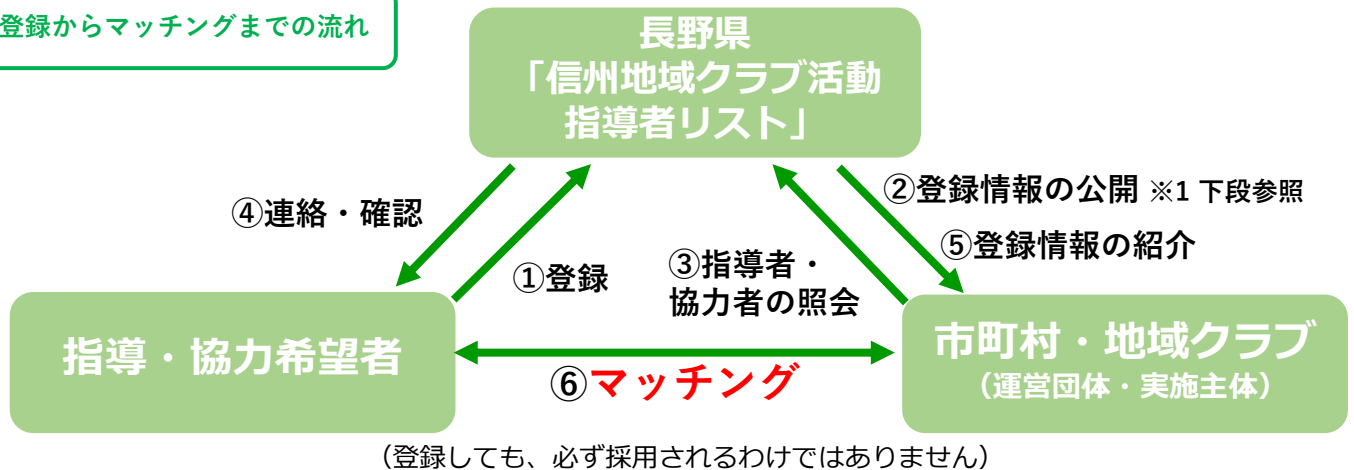 登録からマッチングまでの流れ
長野県
「信州地域クラブ活動
指導者リスト」
④連絡・確認
①登録
③指導者・
協力者の照会
②登録情報の公開 ※1 下段参照
⑤登録情報の紹介
指導・協力希望者
⑥マッチング
市町村・地域クラブ
（運営団体・実施主体）
（登録しても、必ず採用されるわけではありません）